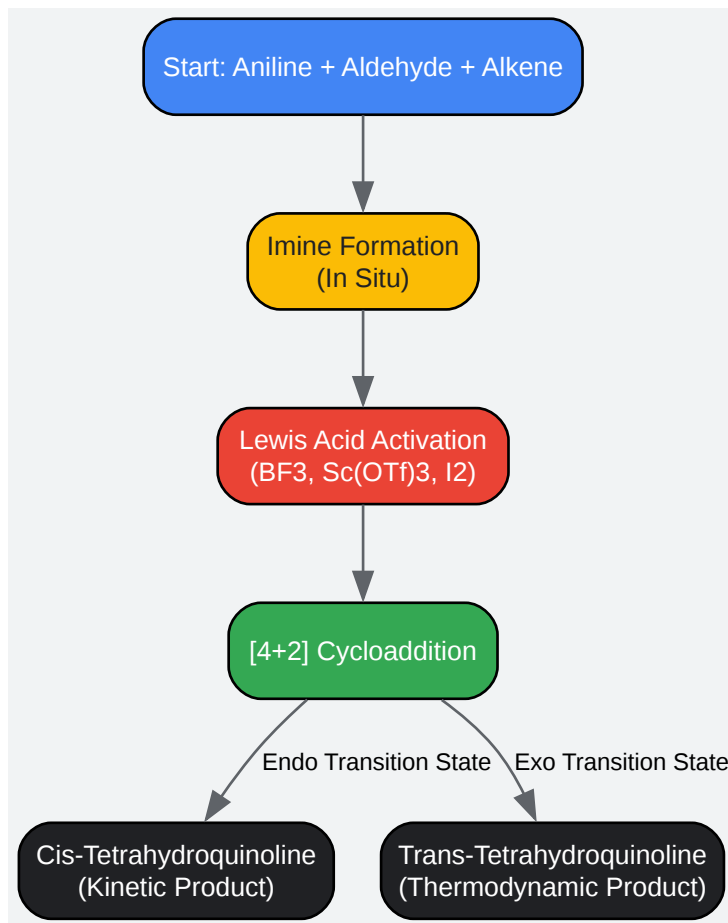 Start: Aniline + Aldehyde + Alkene
Imine Formation
(In Situ)
Lewis Acid Activation
(BF3, Sc(OTf)3, I2)
[4+2] Cycloaddition
Endo Transition State
Exo Transition State
Cis-Tetrahydroquinoline
(Kinetic Product)
Trans-Tetrahydroquinoline
(Thermodynamic Product)